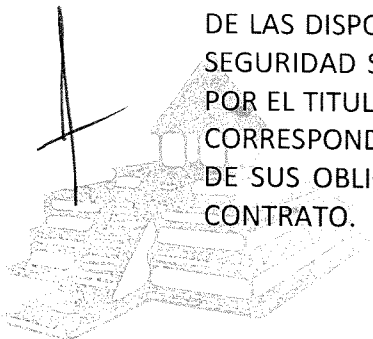 DE LAS DISPO
SEGURIDAD S
POR EL TITUL
CORRESPOND
DE SUS OBLI
CONTRATO.